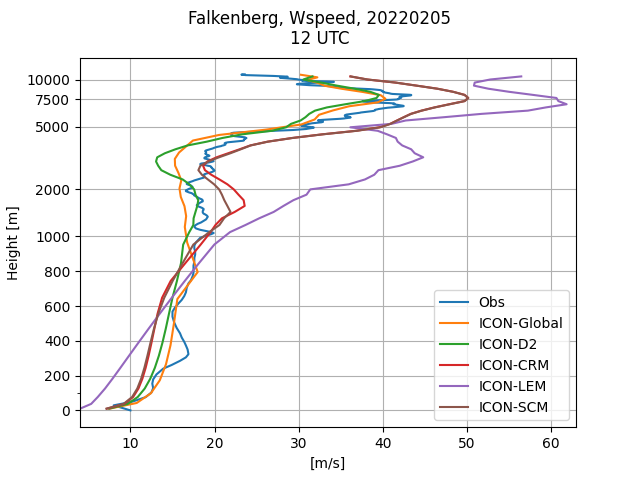 Falkenberg, Wspeed, 20220205
12 UTC
Height [m]
10000
7500
5000
2000
1000
800
600
400
200
0
10
20
30
40
50
60
[m/s]
Obs
ICON-Global
ICON-D2
ICON-CRM
ICON-LEM
ICON-SCM